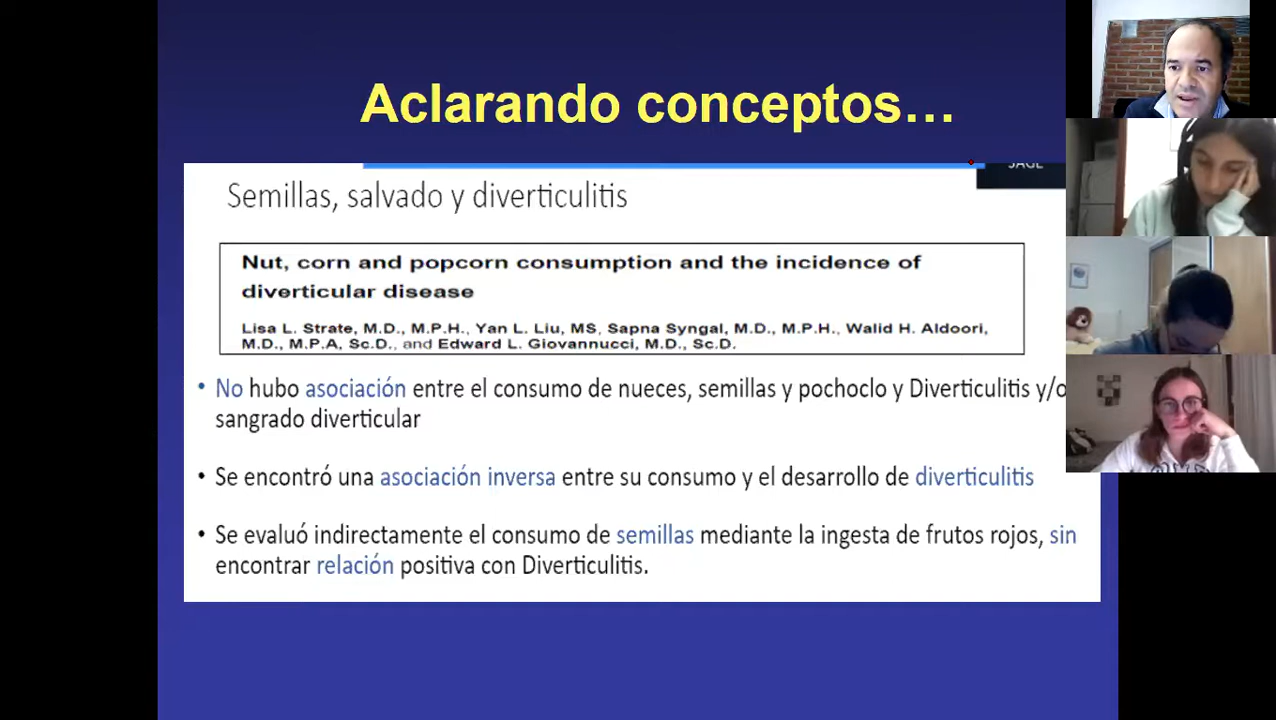 Aclarando conceptos…
SAGE
Semillas, salvado y diverticulitis
Nut, corn and popcorn consumption and the incidence of
diverticular disease
Lisa L. Strate, M.D., M.P.H., Yan L. Liu, MS, Sapna Syngal, M.D., M.P.H., Walid H. Aldoori,
M.D., M.P.A, Sc.D., and Edward L. Giovannucci, M.D., Sc.D.
• No hubo asociación entre el consumo de nueces, semillas y pochoclo y Diverticulitis y/o
sangrado diverticular
• Se encontró una asociación inversa entre su consumo y el desarrollo de diverticulitis
• Se evaluó indirectamente el consumo de semillas mediante la ingesta de frutos rojos, sin
encontrar relación positiva con Diverticulitis.